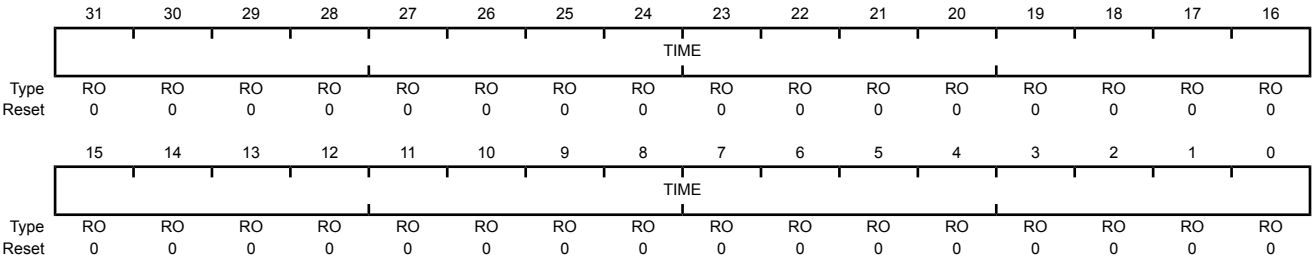 31 30 29 28 27 26 25 24 23 22 21 20 19 18 17 16
TIME
Type RO RO RO RO RO RO RO RO RO RO RO RO RO RO RO RO
Reset 0 0 0 0 0 0 0 0 0 0 0 0 0 0 0 0
15 14 13 12 11 10 9 8 7 6 5 4 3 2 1 0
TIME
Type RO RO RO RO RO RO RO RO RO RO RO RO RO RO RO RO
Reset 0 0 0 0 0 0 0 0 0 0 0 0 0 0 0 0